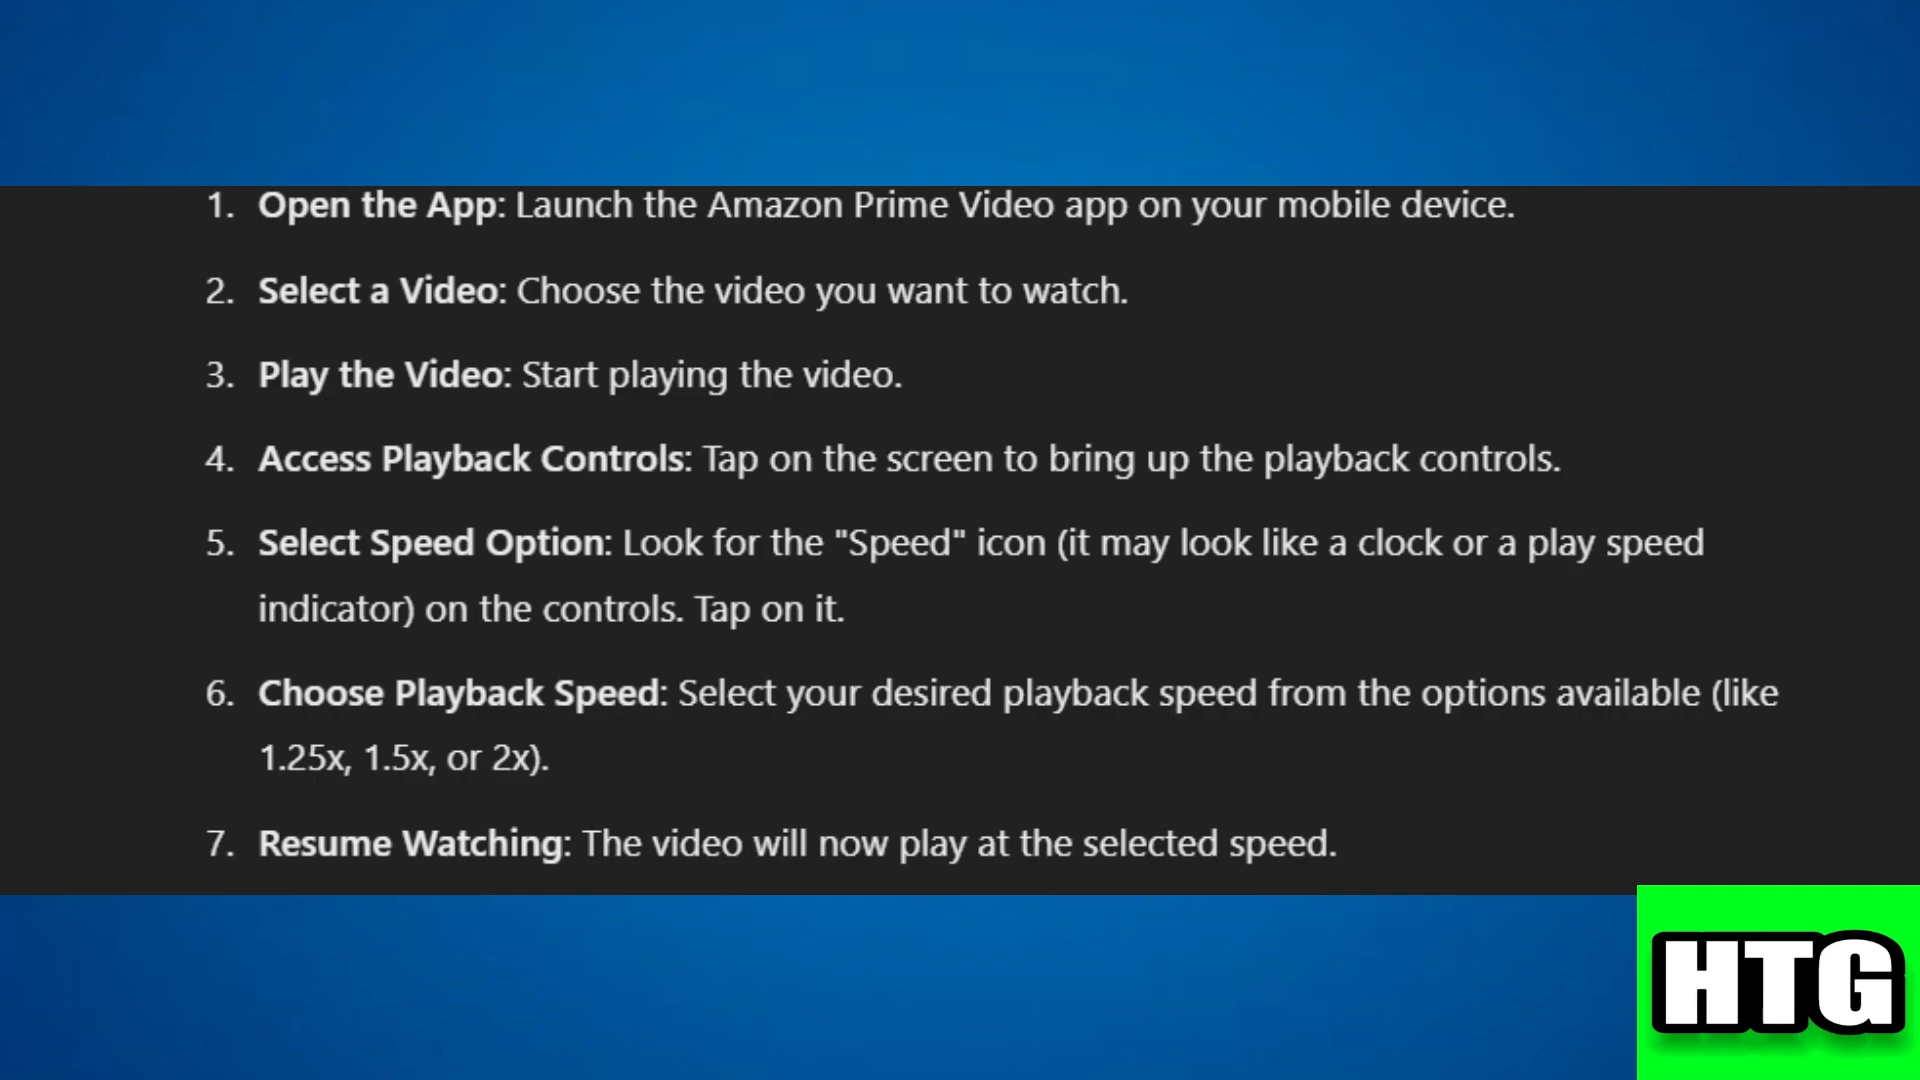 1. Open the App: Launch the Amazon Prime Video app on your mobile device.
2. Select a Video: Choose the video you want to watch.
3. Play the Video: Start playing the video.
4. Access Playback Controls: Tap on the screen to bring up the playback controls.
5. Select Speed Option: Look for the "Speed" icon (it may look like a clock or a play speed
indicator) on the controls. Tap on it.
6. Choose Playback Speed: Select your desired playback speed from the options available (like
1.25x, 1.5x, or 2x).
7. Resume Watching: The video will now play at the selected speed.
HTG